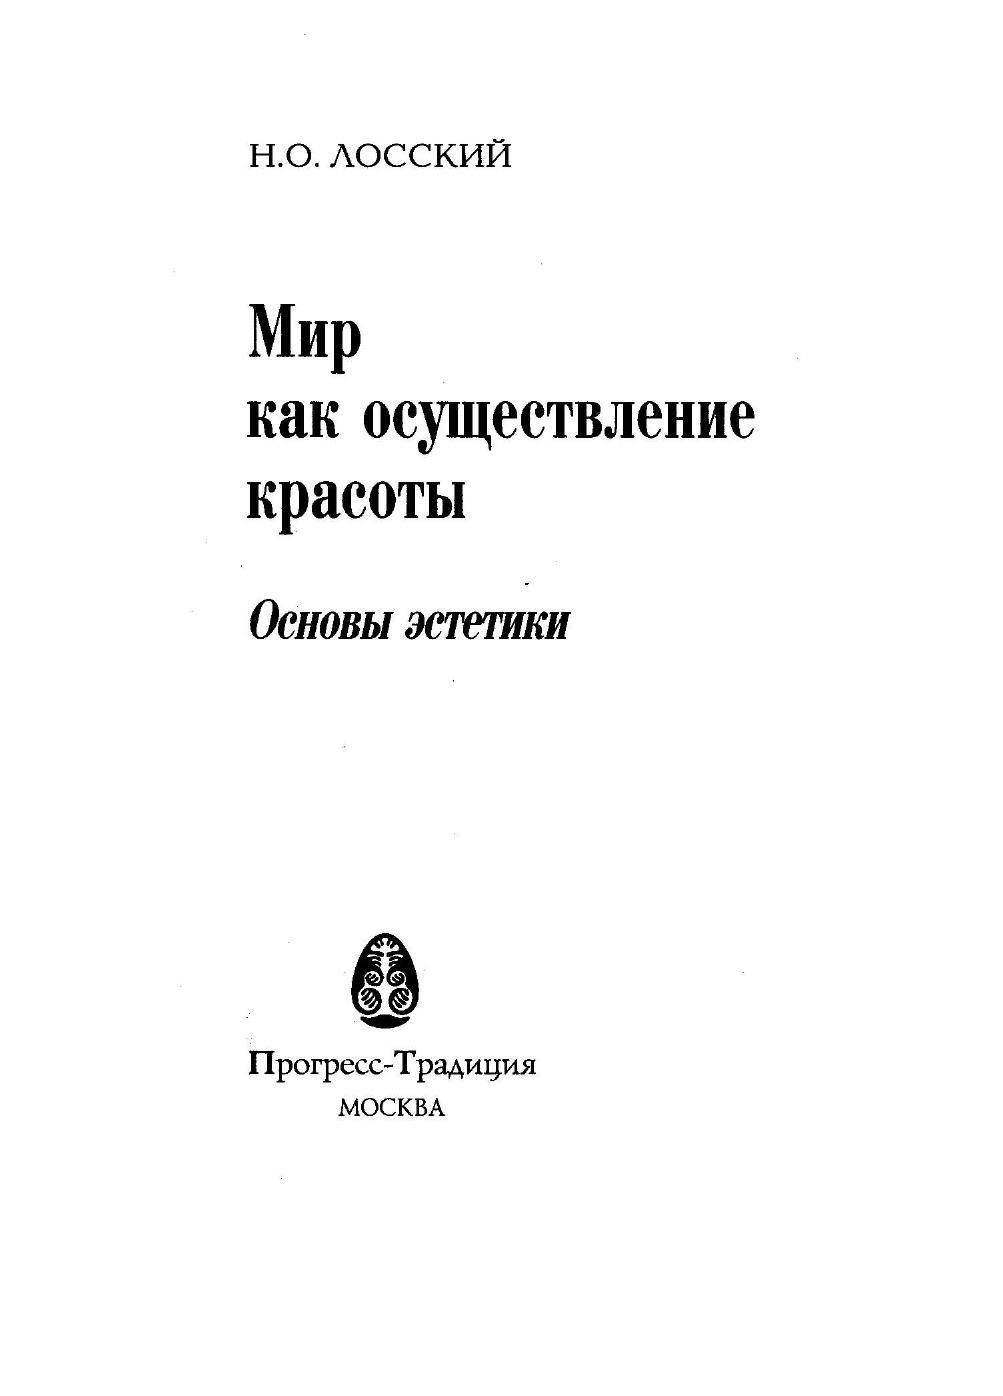 Н.О. ЛОССКИЙ
Мир
как осуществление
красоты
Основы эстетики
Прогресс-Традиция
МОСКВА